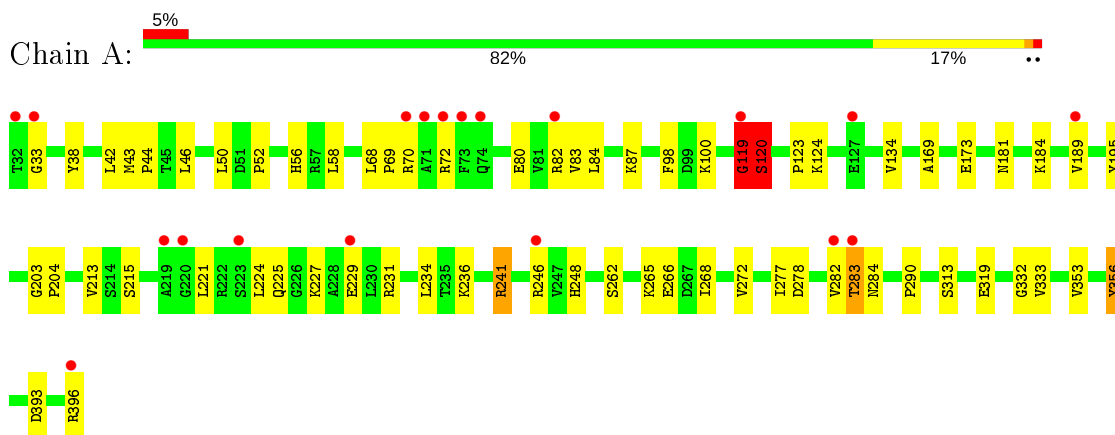 5%
Chain A:
82% 17%
T32 G33 Y38 L42 M43 P44 T45 L46 L50 D51 P52 H56 R57 L58 L68 P69 R70 A71 R72 F73 Q74 E80 V81 R82 V83 L84 K87 F98 D99 K100 G119 S120 P123 K124 E127 V134 A169 E173 N181 K184 V189 Y195
G203 P204 V213 S214 S215 A219 G220 L221 R222 S223 L224 Q225 G226 K227 A228 E229 L230 R231 L234 T235 K236 R241 R246 V247 H248 S262 K265 E266 D267 I268 V272 I277 D278 V282 T283 N284 P290 S313 E319 G332 V333 V353 Y356
D393 R396